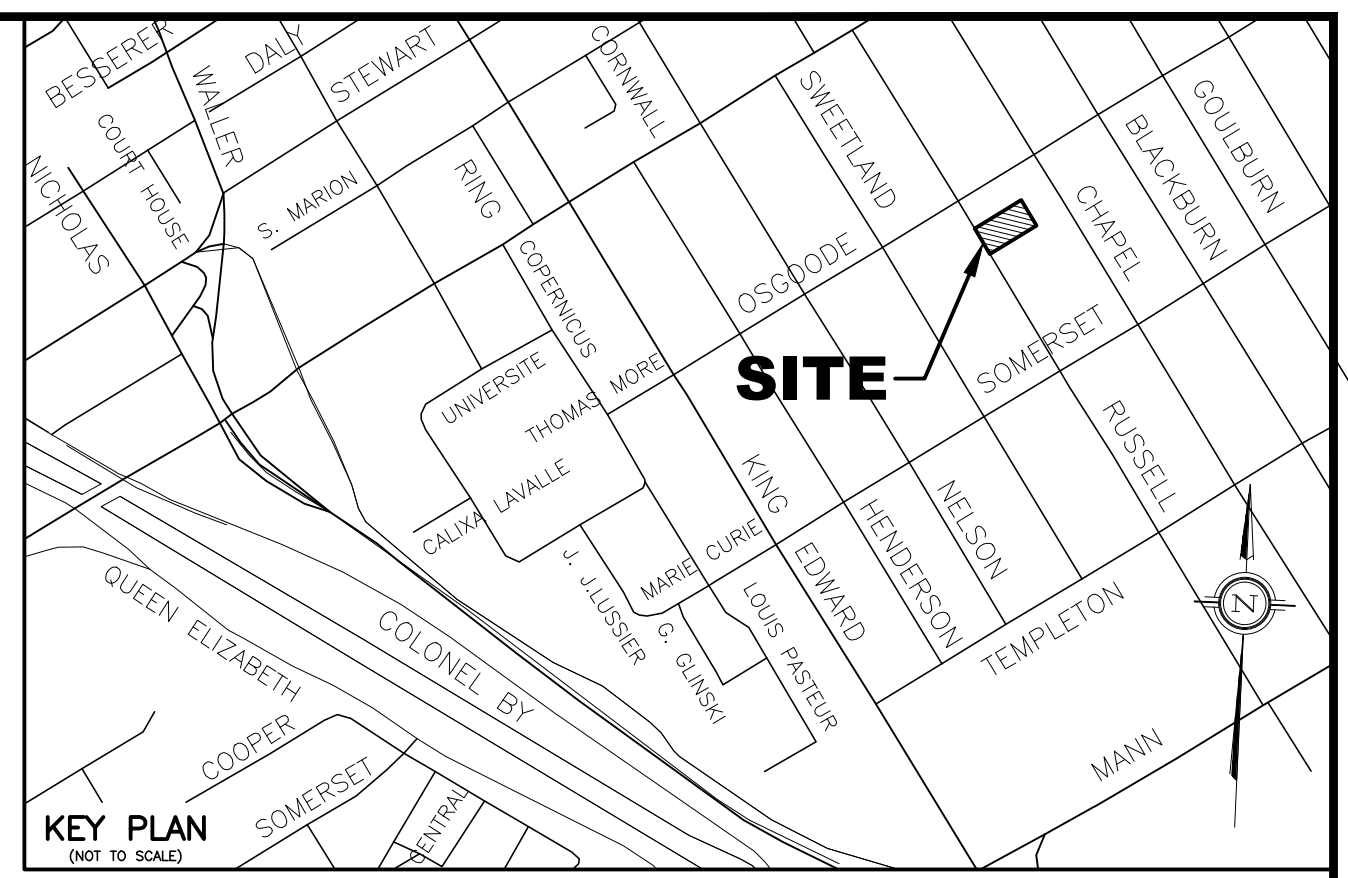 BESSERER
DALY
STEWART
WALLER
COURT HOUSE
NICHOLAS
S. MARION
RING
CORNWALL
SWEETLAND
GOULBURN
BLACKBURN
CHAPEL
OSGOODE
COPERNICUS
SITE
SOMERSET
UNIVERSITE
THOMAS MORE
CALIXA LAVALLE
RUSSELL
KING EDWARD
NELSON
HENDERSON
MARIE CURIE
J. J.LUSSIER
G. GLINSKI
LOUIS PASTEUR
TEMPLETON
N
MANN
QUEEN ELIZABETH
COLONEL BY
COOPER
SOMERSET
CENTRAL
KEY PLAN
(NOT TO SCALE)